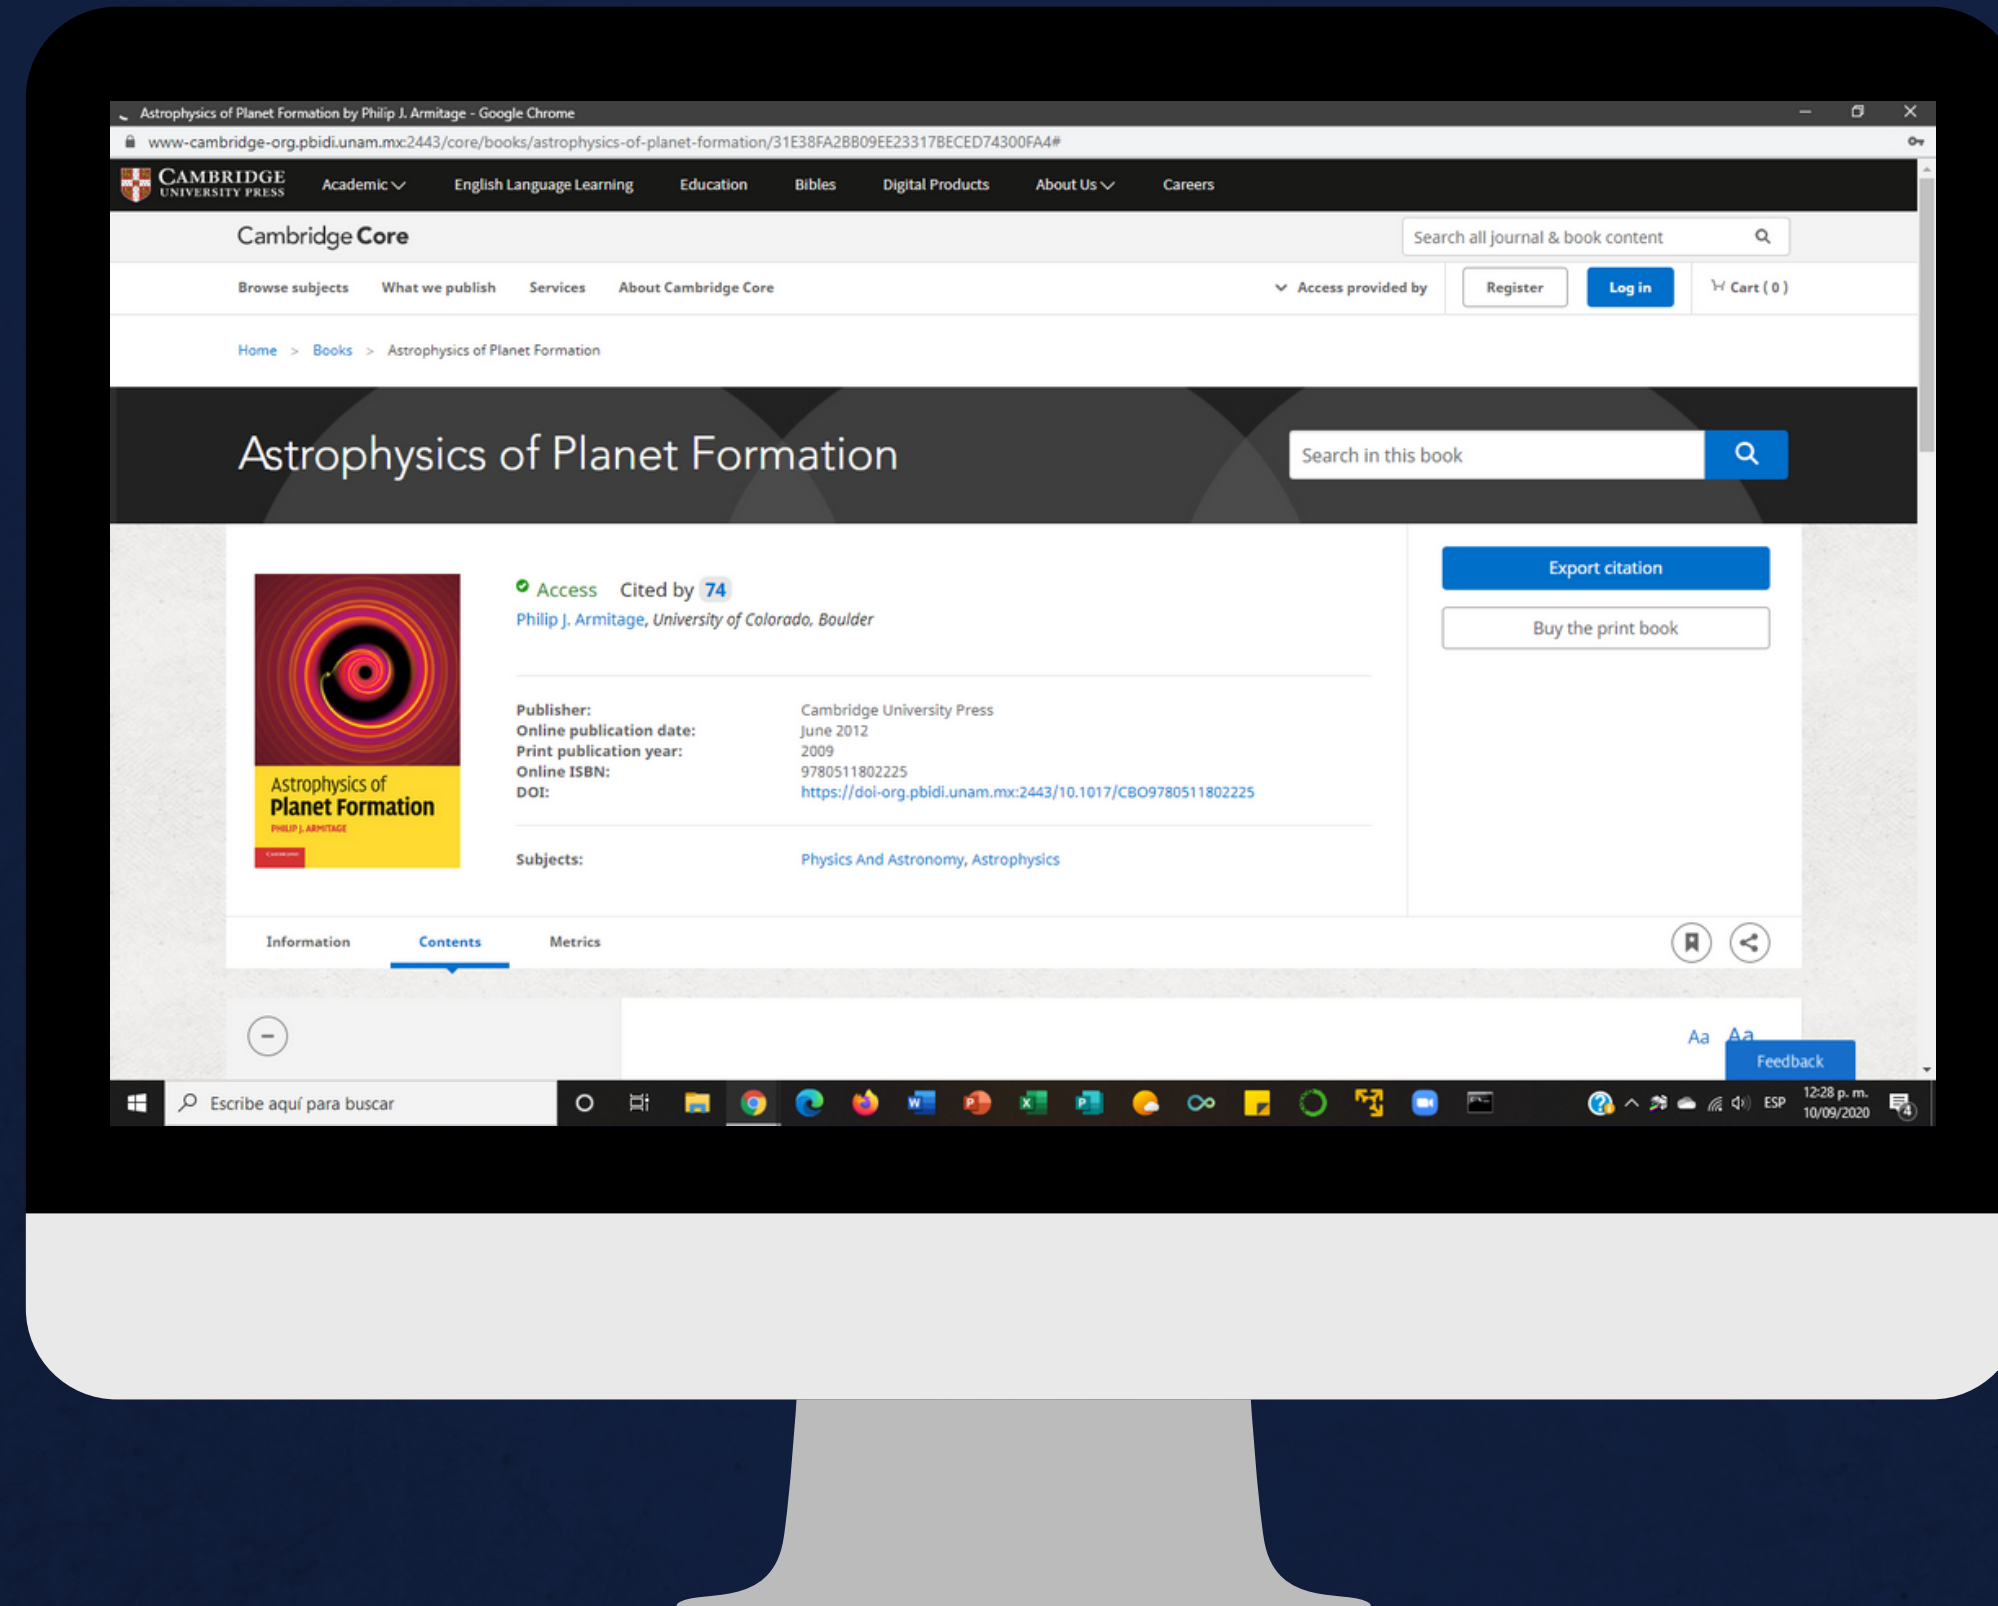 Astrophysics of Planet Formation by Philip J. Armitage - Google Chrome
www-cambridge-org.pbidi.unam.mx:2443/core/books/astrophysics-of-planet-formation/31E38FA2BB09EE23317BECED74300FA4#
CAMBRIDGE UNIVERSITY PRESS Academic English Language Learning Education Bibles Digital Products About Us Careers
Cambridge Core Search all journal & book content
Browse subjects What we publish Services About Cambridge Core Access provided by Register Log in Cart ( 0 )
Home > Books > Astrophysics of Planet Formation
Astrophysics of Planet Formation Search in this book
Export citation
Access Cited by 74
Philip J. Armitage, University of Colorado, Boulder
Buy the print book
Publisher: Cambridge University Press
Online publication date: June 2012
Print publication year: 2009
Online ISBN: 9780511802225
DOI: https://doi-org.pbidi.unam.mx:2443/10.1017/CBO9780511802225
Subjects: Physics And Astronomy, Astrophysics
Astrophysics of
Planet Formation
PHILIP J. ARMITAGE
CAMBRIDGE
Information Contents Metrics
Aa Aa
Feedback
Escribe aquí para buscar ESP 12:28 p. m.
10/09/2020 4